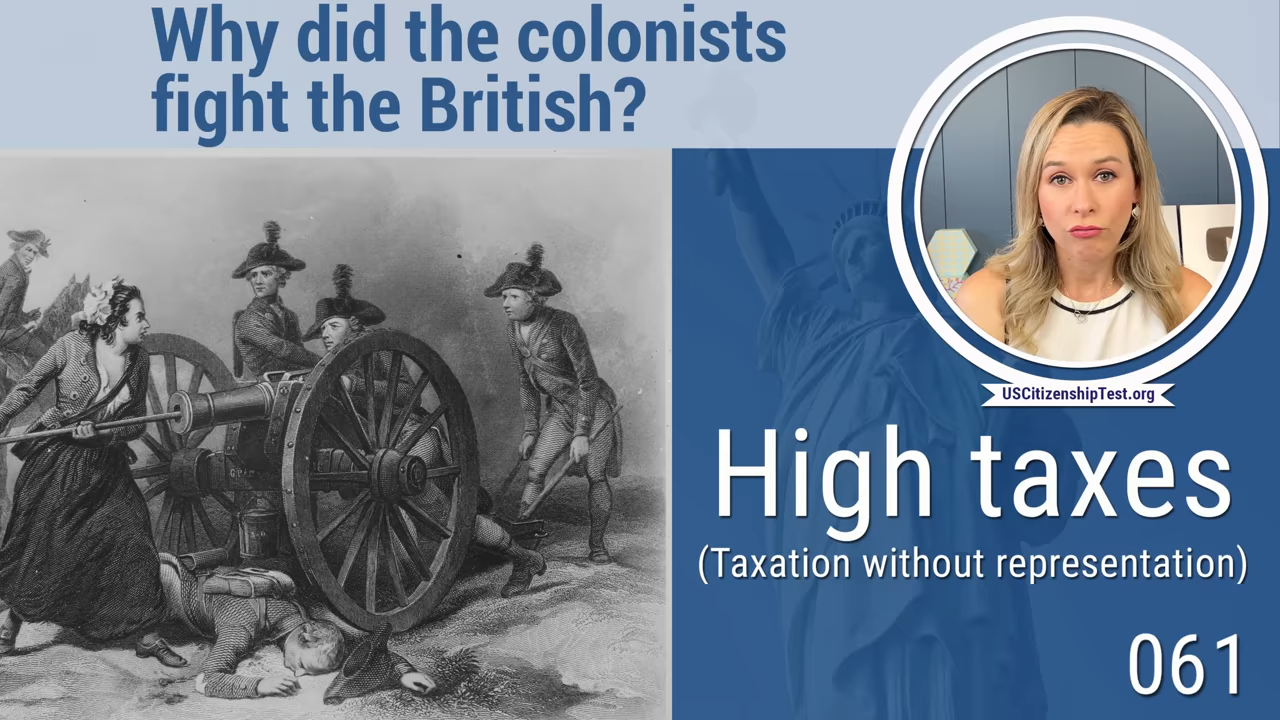 Why did the colonists
fight the British?
USCitizenshipTest.org
High taxes
(Taxation without representation)
061